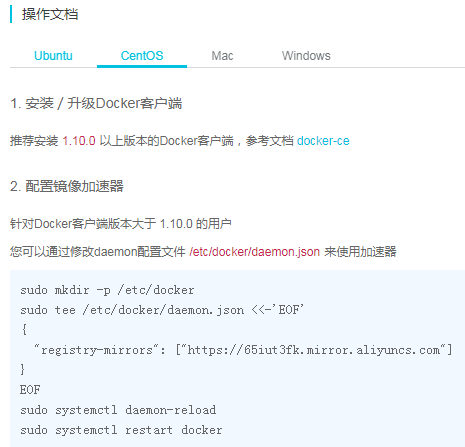 操作文档
Ubuntu CentOS Mac Windows
1. 安装 / 升级Docker客户端
推荐安装 1.10.0 以上版本的Docker客户端，参考文档 docker-ce
2. 配置镜像加速器
针对Docker客户端版本大于 1.10.0 的用户
您可以通过修改daemon配置文件 /etc/docker/daemon.json 来使用加速器
sudo mkdir -p /etc/docker
sudo tee /etc/docker/daemon.json <<-'EOF'
{
  "registry-mirrors": ["https://65iut3fk.mirror.aliyuncs.com"]
}
EOF
sudo systemctl daemon-reload
sudo systemctl restart docker